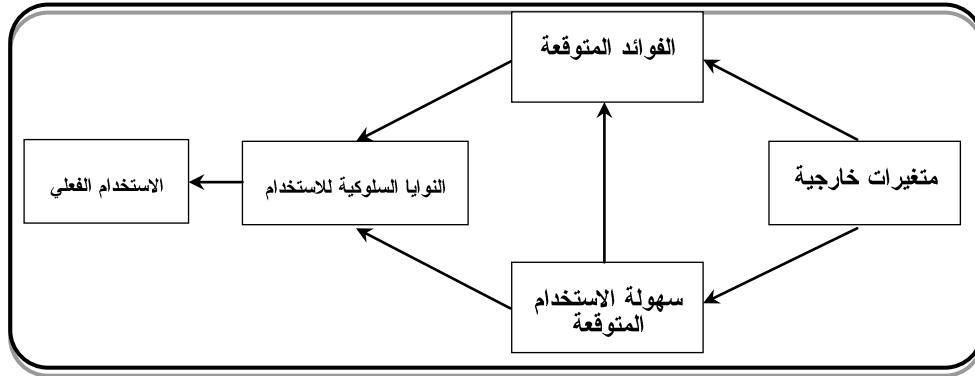 الفوائد المتوقعة
متغيرات خارجية
النوايا السلوكية للاستخدام
الاستخدام الفعلي
سهولة الاستخدام
المتوقعة